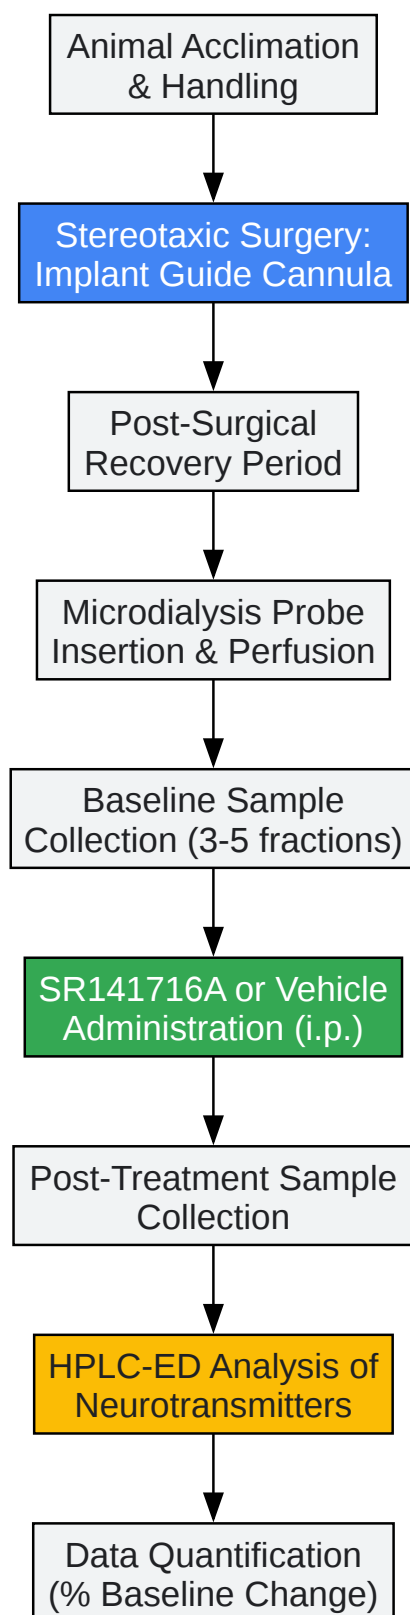 Animal Acclimation
& Handling
Stereotaxic Surgery:
Implant Guide Cannula
Post-Surgical
Recovery Period
Microdialysis Probe
Insertion & Perfusion
Baseline Sample
Collection (3-5 fractions)
SR141716A or Vehicle
Administration (i.p.)
Post-Treatment Sample
Collection
HPLC-ED Analysis of
Neurotransmitters
Data Quantification
(% Baseline Change)